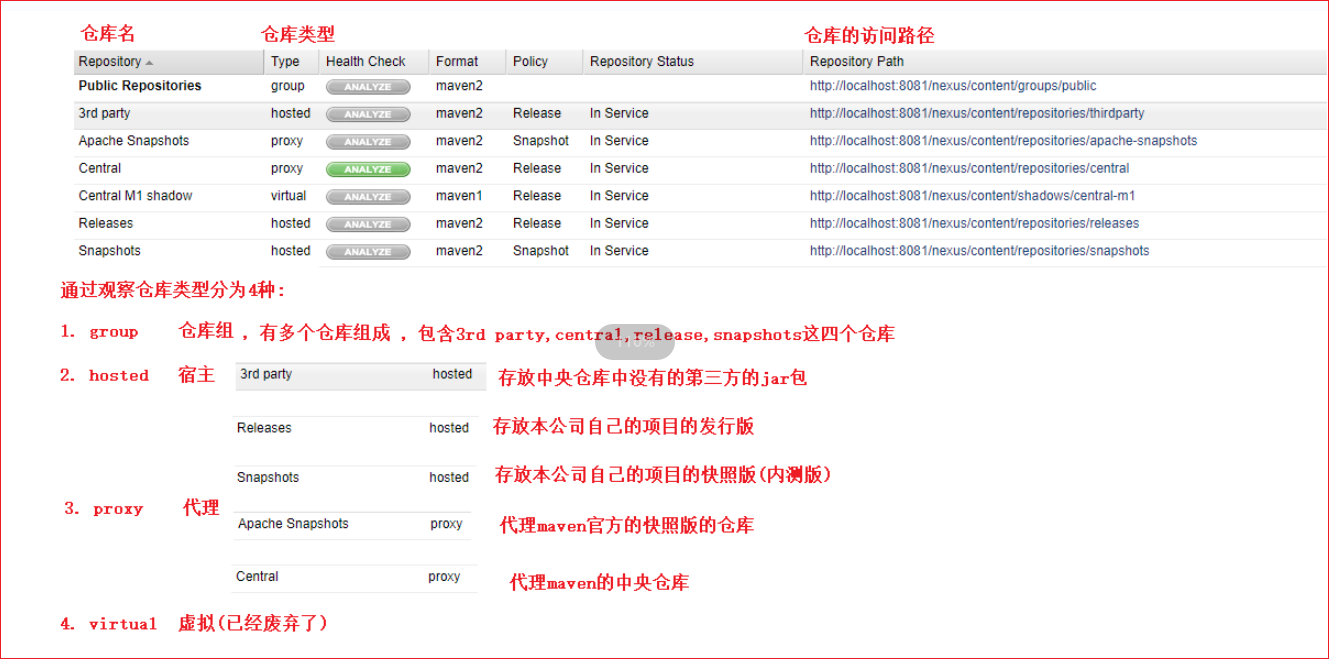 仓库名 仓库类型 仓库的访问路径
Repository Type Health Check Format Policy Repository Status Repository Path
Public Repositories group ANALYZE maven2 http://localhost:8081/nexus/content/groups/public
3rd party hosted ANALYZE maven2 Release In Service http://localhost:8081/nexus/content/repositories/thirdparty
Apache Snapshots proxy ANALYZE maven2 Snapshot In Service http://localhost:8081/nexus/content/repositories/apache-snapshots
Central proxy ANALYZE maven2 Release In Service http://localhost:8081/nexus/content/repositories/central
Central M1 shadow virtual ANALYZE maven1 Release In Service http://localhost:8081/nexus/content/shadows/central-m1
Releases hosted ANALYZE maven2 Release In Service http://localhost:8081/nexus/content/repositories/releases
Snapshots hosted ANALYZE maven2 Snapshot In Service http://localhost:8081/nexus/content/repositories/snapshots
通过观察仓库类型分为4种:
1. group 仓库组 ,有多个仓库组成 ,包含3rd party,central,release,snapshots这四个仓库
2. hosted 宿主 3rd party hosted 存放中央仓库中没有的第三方的jar包
Releases hosted 存放本公司自己的项目的发行版
Snapshots hosted 存放本公司自己的项目的快照版(内测版)
3. proxy 代理
Apache Snapshots proxy 代理maven官方的快照版的仓库
Central proxy 代理maven的中央仓库
4. virtual 虚拟(已经废弃了)